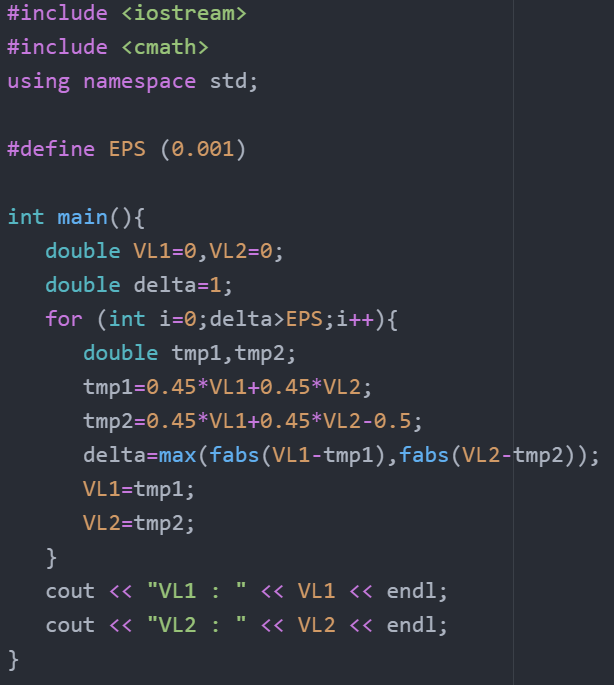 #include <iostream>
#include <cmath>
using namespace std;

#define EPS (0.001)

int main(){
   double VL1=0,VL2=0;
   double delta=1;
   for (int i=0;delta>EPS;i++){
      double tmp1,tmp2;
      tmp1=0.45*VL1+0.45*VL2;
      tmp2=0.45*VL1+0.45*VL2-0.5;
      delta=max(fabs(VL1-tmp1),fabs(VL2-tmp2));
      VL1=tmp1;
      VL2=tmp2;
   }
   cout << "VL1 : " << VL1 << endl;
   cout << "VL2 : " << VL2 << endl;
}